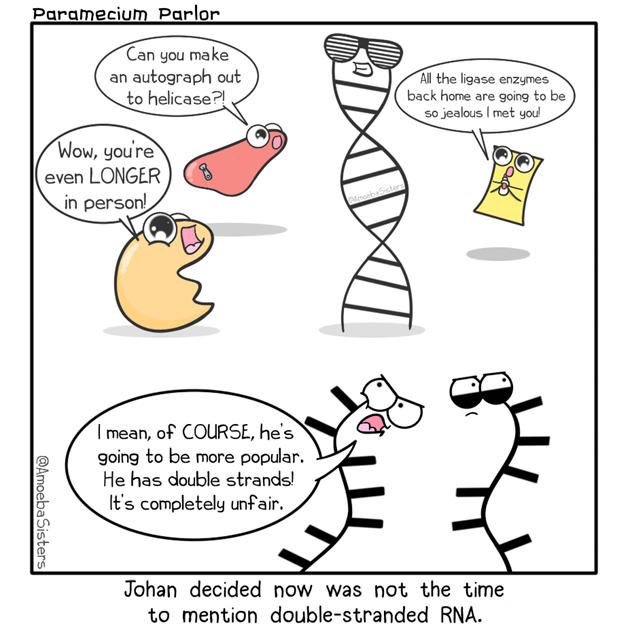 Paramecium Parlor
Can you make
an autograph out
to helicase?!
All the ligase enzymes
back home are going to be
so jealous I met you!
Wow, you're
even LONGER
in person!
@AmoebaSisters
I mean, of COURSE, he's
going to be more popular.
He has double strands!
It's completely unfair.
@AmoebaSisters
Johan decided now was not the time
to mention double-stranded RNA.